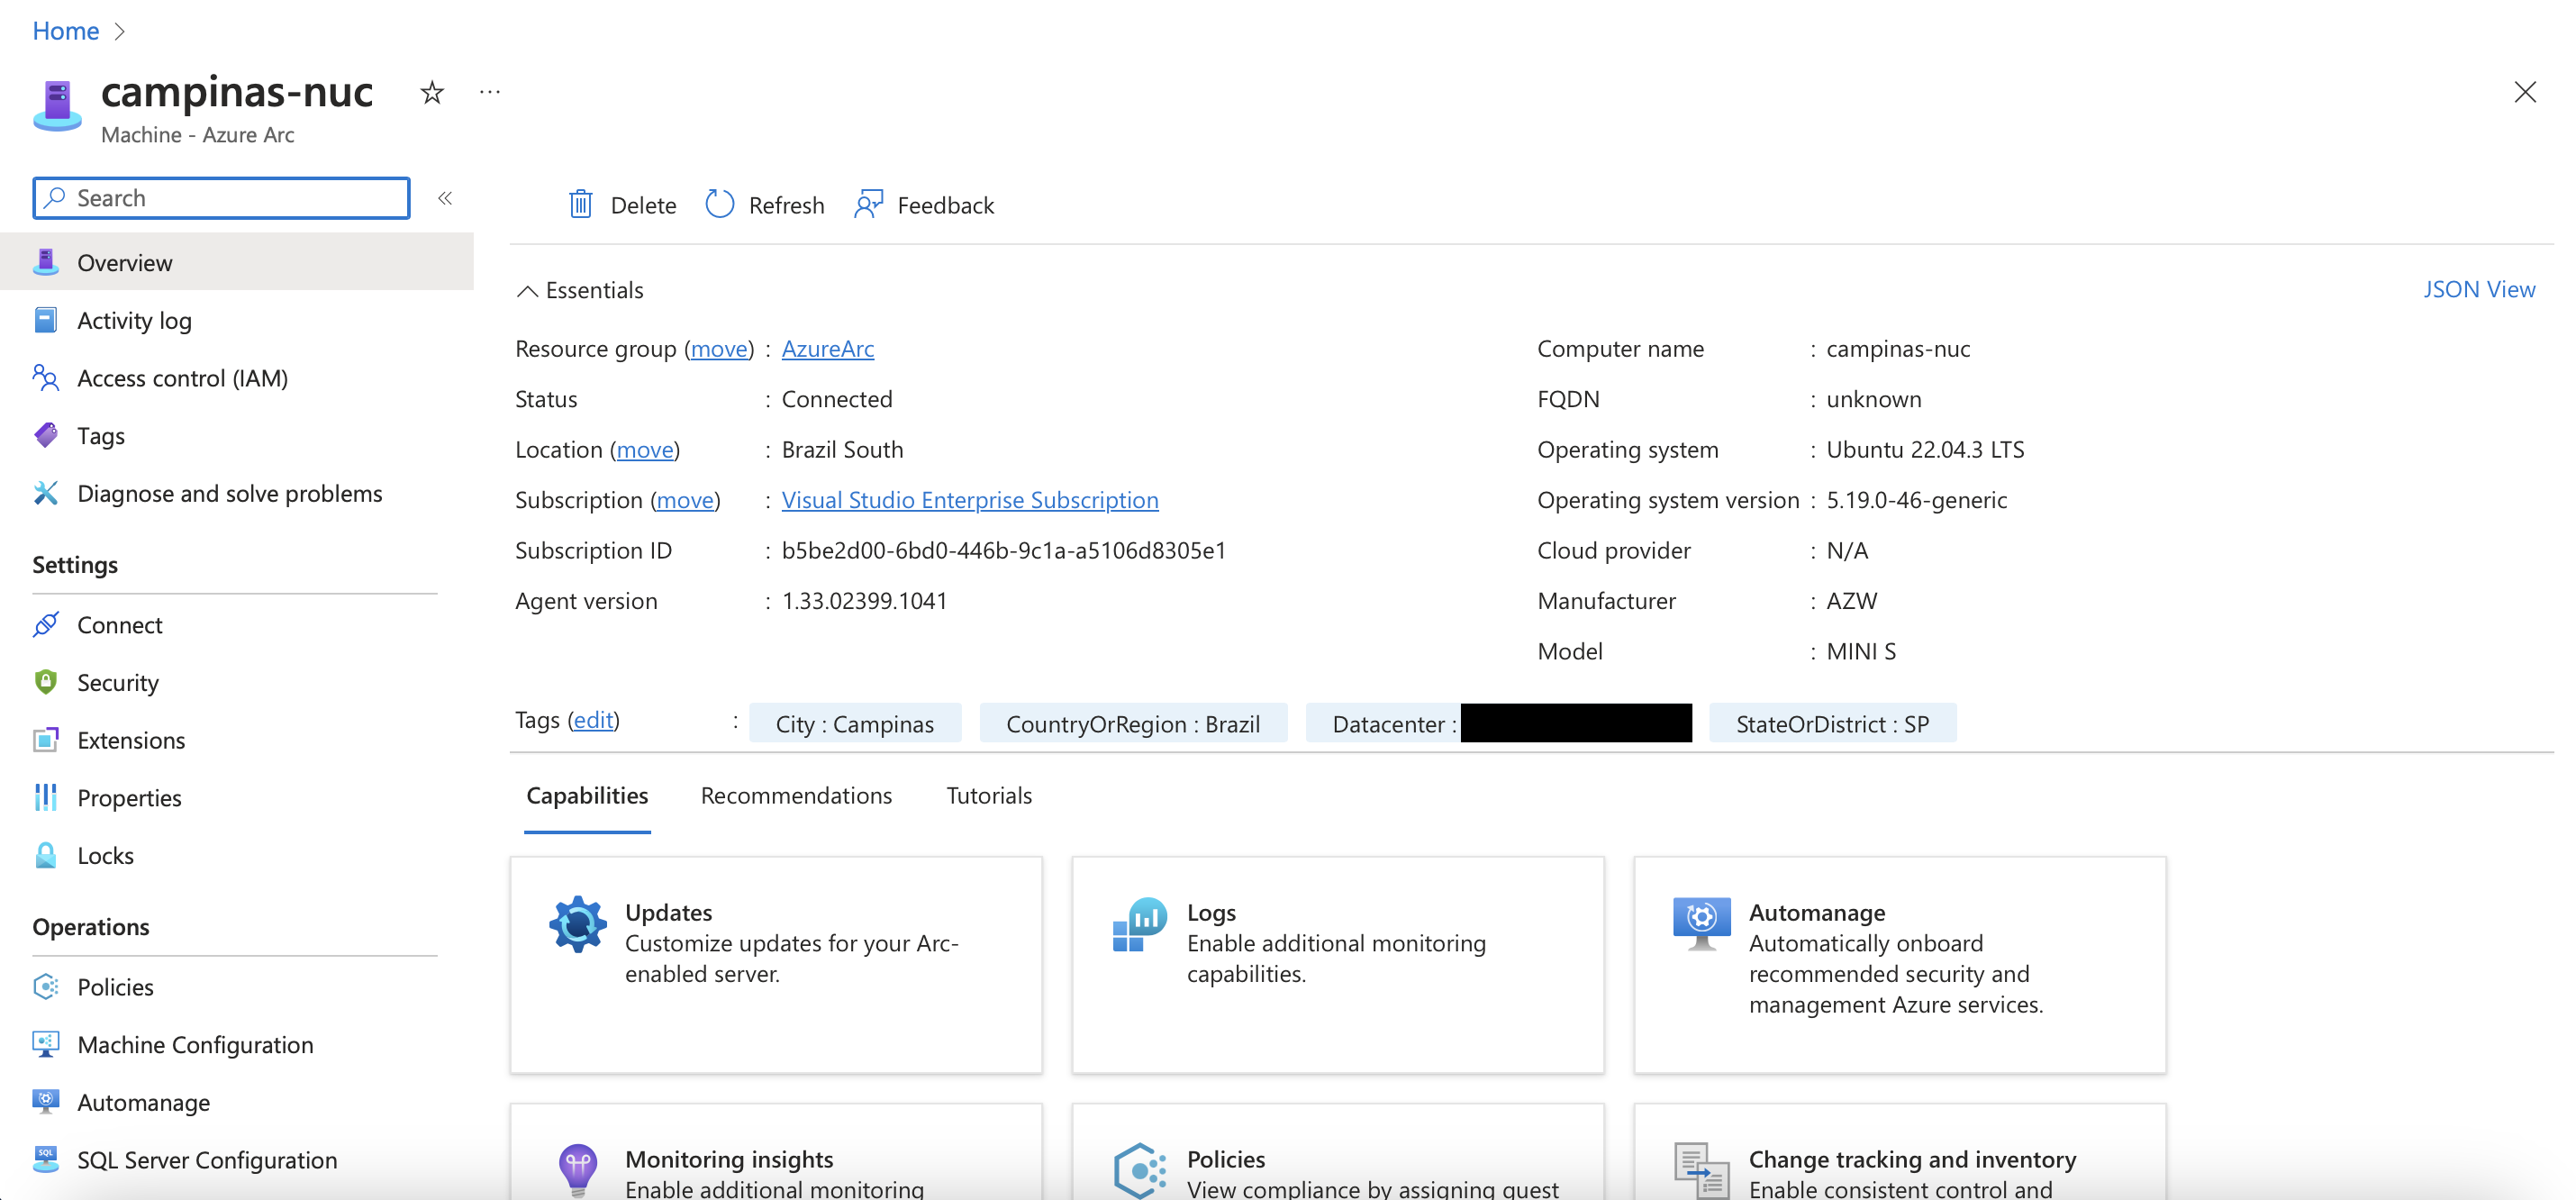 Home
campinas-nuc
Machine - Azure Arc
Search
Overview
Activity log
Access control (IAM)
Tags
Diagnose and solve problems
Settings
Connect
Security
Extensions
Properties
Locks
Operations
Policies
Machine Configuration
Automanage
SQL Server Configuration
Delete Refresh Feedback
Essentials
JSON View
Resource group (move) : AzureArc
Status : Connected
Location (move) : Brazil South
Subscription (move) : Visual Studio Enterprise Subscription
Subscription ID : b5be2d00-6bd0-446b-9c1a-a5106d8305e1
Agent version : 1.33.02399.1041
Computer name : campinas-nuc
FQDN : unknown
Operating system : Ubuntu 22.04.3 LTS
Operating system version : 5.19.0-46-generic
Cloud provider : N/A
Manufacturer : AZW
Model : MINI S
Tags (edit) : City : Campinas CountryOrRegion : Brazil Datacenter : StateOrDistrict : SP
Capabilities Recommendations Tutorials
Updates
Customize updates for your Arc-
enabled server.
Logs
Enable additional monitoring
capabilities.
Automanage
Automatically onboard
recommended security and
management Azure services.
Monitoring insights
Enable additional monitoring
Policies
View compliance by assigning guest
Change tracking and inventory
Enable consistent control and
SQL